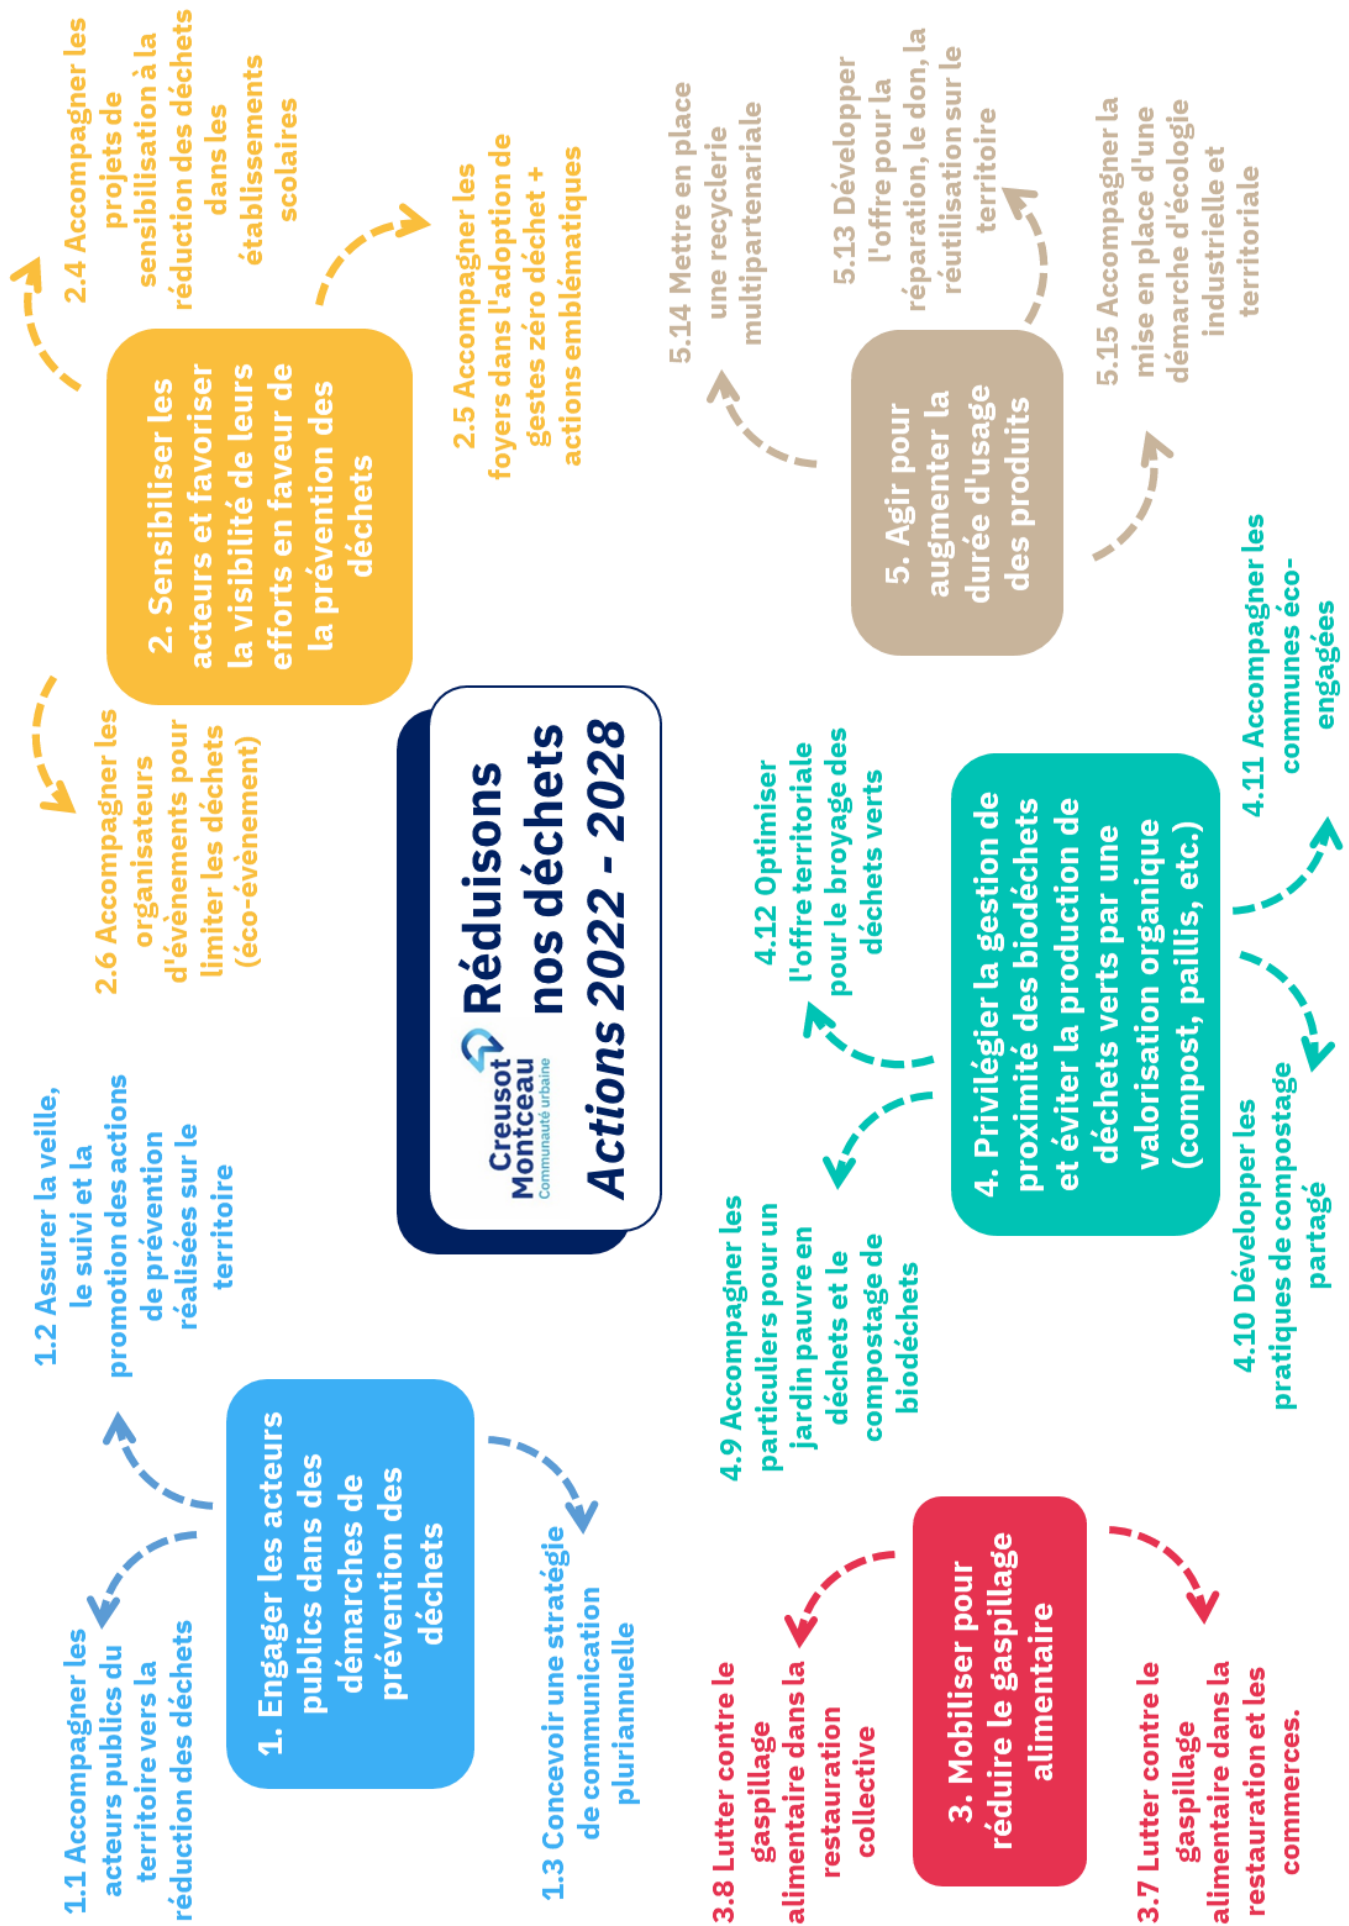 1.1 Accompagner les
acteurs publics du
territoire vers la
réduction des déchets
1.2 Assurer la veille,
le suivi et la
promotion des actions
de prévention
réalisées sur le
territoire
1. Engager les acteurs
publics dans des
démarches de
prévention des
déchets
1.3 Concevoir une stratégie
de communication
pluriannuelle
2.6 Accompagner les
organisateurs
d'évènements pour
limiter les déchets
(éco-évènement)
2.4 Accompagner les
projets de
sensibilisation à la
réduction des déchets
dans les
établissements
scolaires
2. Sensibiliser les
acteurs et favoriser
la visibilité de leurs
efforts en faveur de
la prévention des
déchets
2.5 Accompagner les
foyers dans l'adoption de
gestes zéro déchet +
actions emblématiques
Creusot
Montceau
Communauté urbaine
Réduisons
nos déchets
Actions 2022 - 2028
3.8 Lutter contre le
gaspillage
alimentaire dans la
restauration
collective
3. Mobiliser pour
réduire le gaspillage
alimentaire
3.7 Lutter contre le
gaspillage
alimentaire dans la
restauration et les
commerces.
4.9 Accompagner les
particuliers pour un
jardin pauvre en
déchets et le
compostage de
biodéchets
4.12 Optimiser
l'offre territoriale
pour le broyage des
déchets verts
4. Privilégier la gestion de
proximité des biodéchets
et éviter la production de
déchets verts par une
valorisation organique
(compost, paillis, etc.)
4.10 Développer les
pratiques de compostage
partagé
4.11 Accompagner les
communes éco-
engagées
5.14 Mettre en place
une recyclerie
multipartenariale
5.13 Développer
l'offre pour la
réparation, le don, la
réutilisation sur le
territoire
5. Agir pour
augmenter la
durée d'usage
des produits
5.15 Accompagner la
mise en place d'une
démarche d'écologie
industrielle et
territoriale